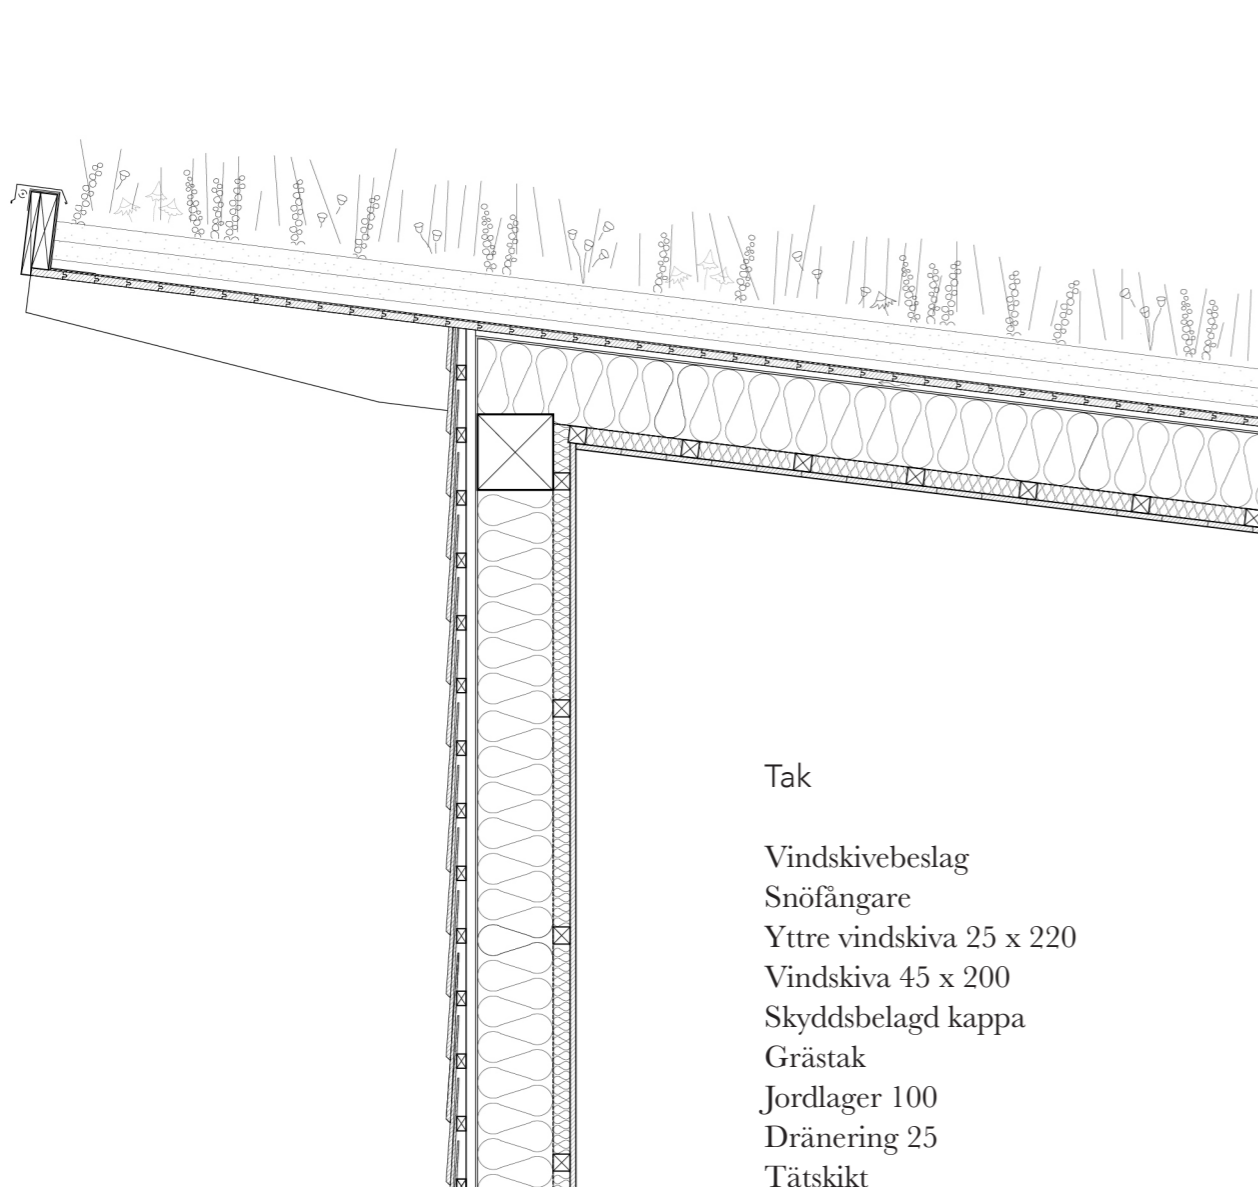 Tak
Vindskivebeslag
Snöfångare
Yttre vindskiva 25 x 220
Vindskiva 45 x 200
Skyddsbelagd kappa
Grästak
Jordlager 100
Dränering 25
Tätskikt